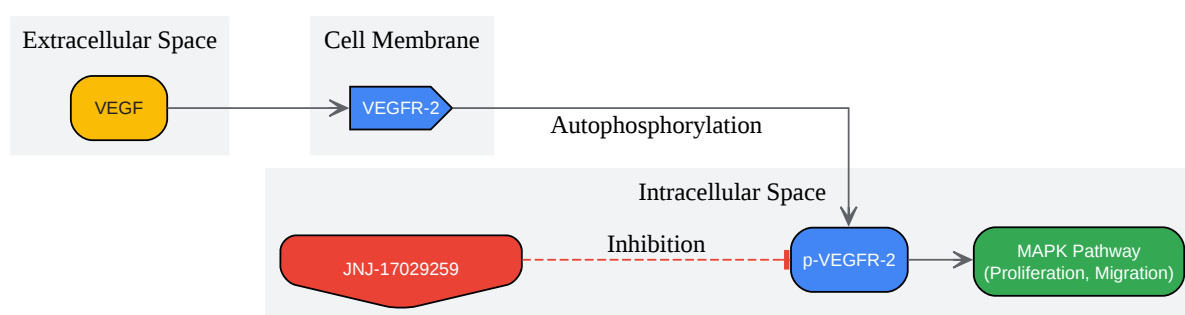 Extracellular Space
Cell Membrane
VEGF
VEGFR-2
Autophosphorylation
Intracellular Space
Inhibition
JNJ-17029259
p-VEGFR-2
MAPK Pathway
(Proliferation, Migration)